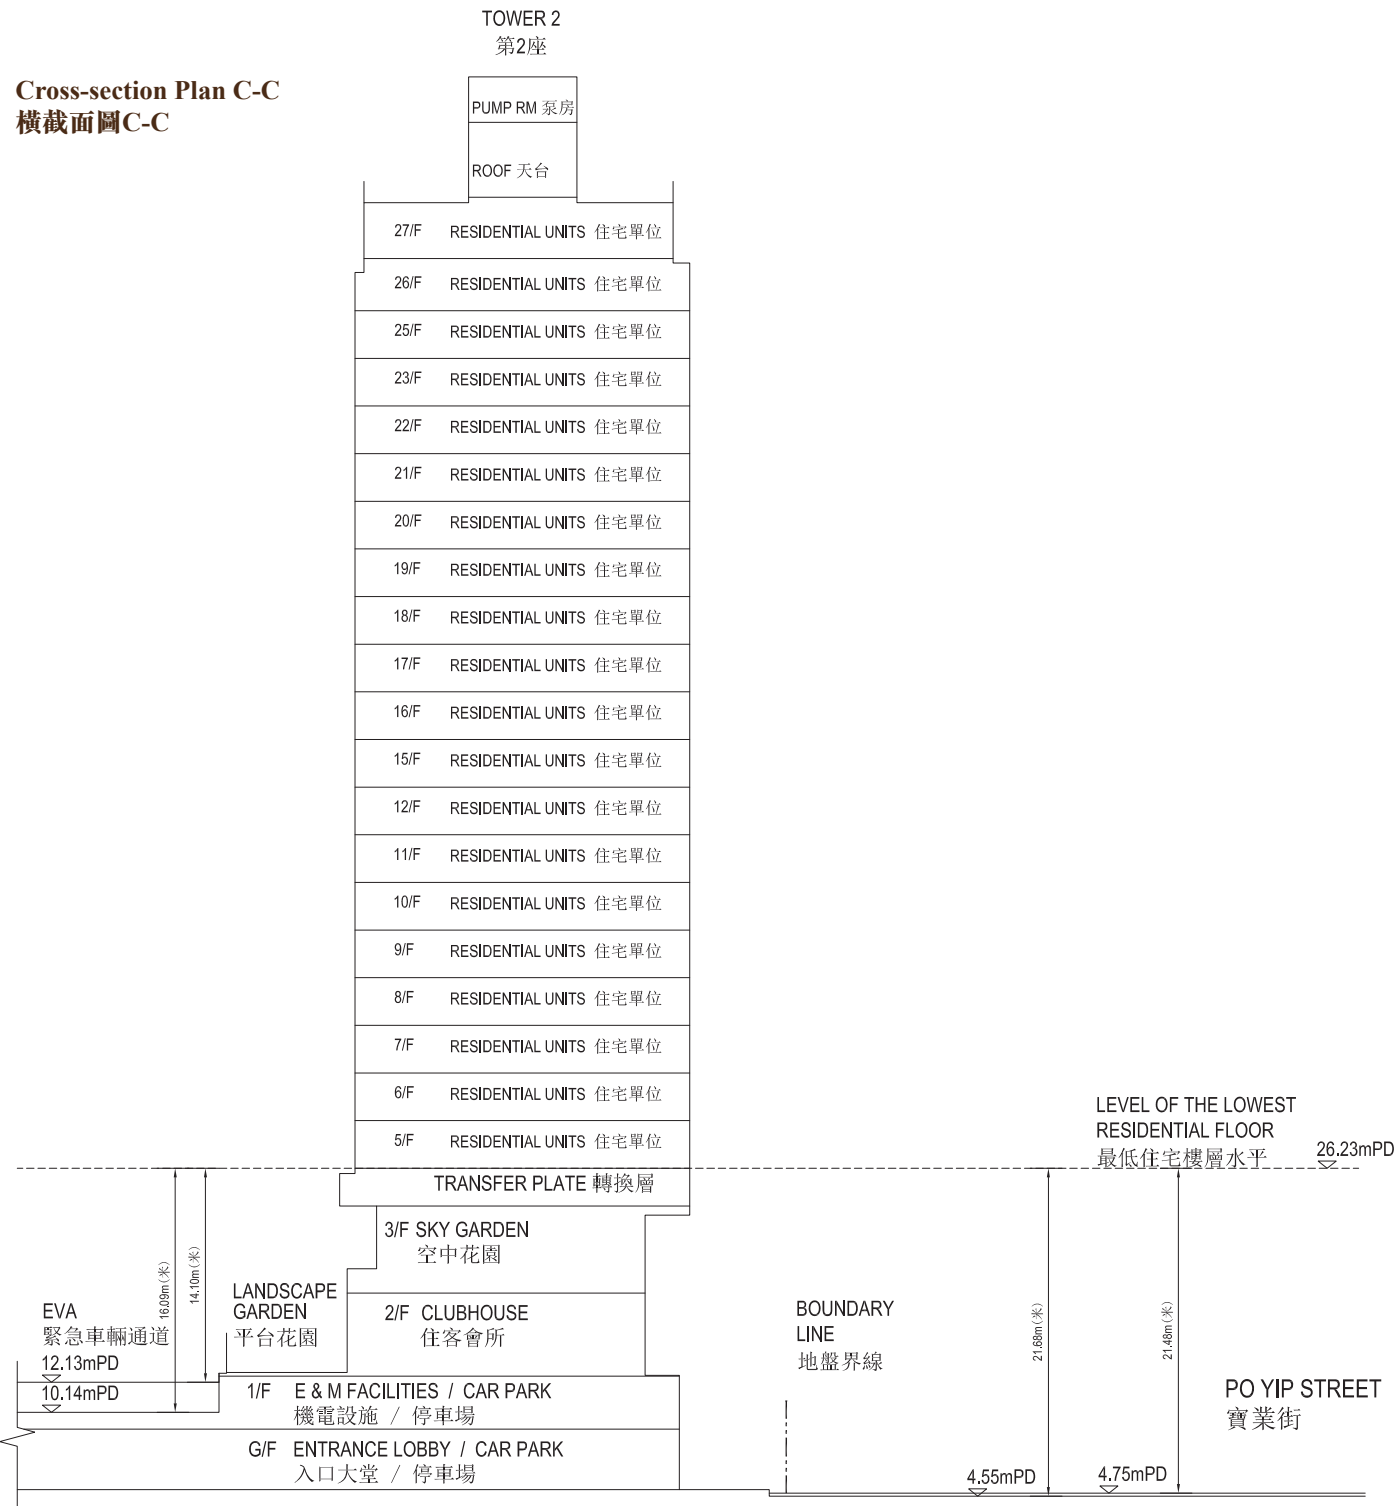 TOWER 2
第2座
Cross-section Plan C-C
橫截面圖C-C
PUMP RM 泵房
ROOF 天台
27/F RESIDENTIAL UNITS 住宅單位
26/F RESIDENTIAL UNITS 住宅單位
25/F RESIDENTIAL UNITS 住宅單位
23/F RESIDENTIAL UNITS 住宅單位
22/F RESIDENTIAL UNITS 住宅單位
21/F RESIDENTIAL UNITS 住宅單位
20/F RESIDENTIAL UNITS 住宅單位
19/F RESIDENTIAL UNITS 住宅單位
18/F RESIDENTIAL UNITS 住宅單位
17/F RESIDENTIAL UNITS 住宅單位
16/F RESIDENTIAL UNITS 住宅單位
15/F RESIDENTIAL UNITS 住宅單位
12/F RESIDENTIAL UNITS 住宅單位
11/F RESIDENTIAL UNITS 住宅單位
10/F RESIDENTIAL UNITS 住宅單位
9/F RESIDENTIAL UNITS 住宅單位
8/F RESIDENTIAL UNITS 住宅單位
7/F RESIDENTIAL UNITS 住宅單位
6/F RESIDENTIAL UNITS 住宅單位
5/F RESIDENTIAL UNITS 住宅單位
LEVEL OF THE LOWEST
RESIDENTIAL FLOOR
最低住宅樓層水平
26.23mPD
TRANSFER PLATE 轉換層
3/F SKY GARDEN
空中花園
16.09m(米)
14.10m(米)
LANDSCAPE
GARDEN
平台花園
2/F CLUBHOUSE
住客會所
EVA
緊急車輛通道
12.13mPD
10.14mPD
BOUNDARY
LINE
地盤界線
21.68m(米)
21.48m(米)
1/F E & M FACILITIES / CAR PARK
機電設施 / 停車場
PO YIP STREET
寶業街
G/F ENTRANCE LOBBY / CAR PARK
入口大堂 / 停車場
4.55mPD
4.75mPD